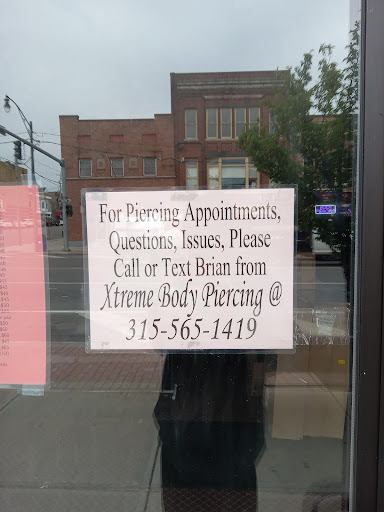 For Piercing Appointments,
Questions, Issues, Please
Call or Text Brian from
Xtreme Body Piercing @
315-565-1419